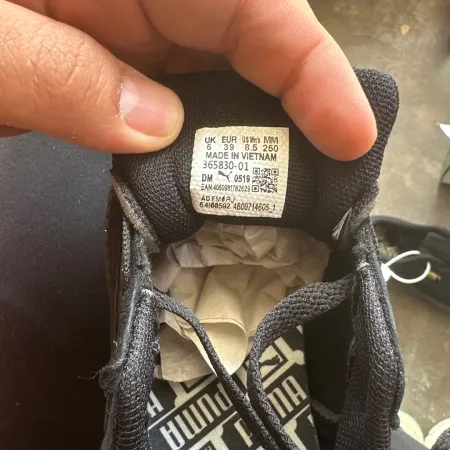 UK EUR US Wn's MM
6 39 8.5 250
MADE IN VIETNAM
365830-01
DM 0519
PUMA
PUMA